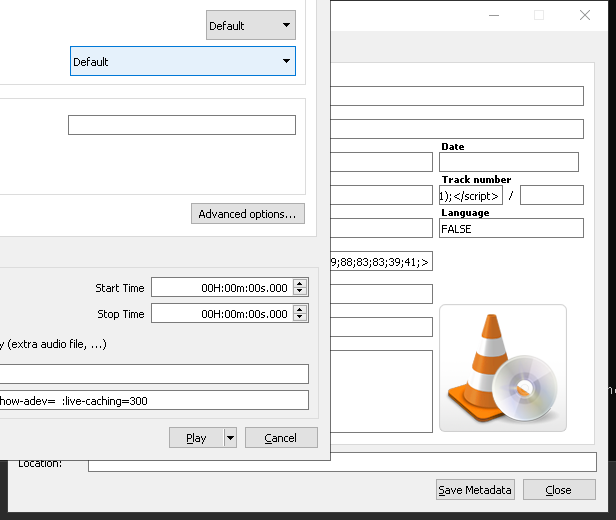 Default
Default
Date
Track number
1);</script> /
Advanced options...
Language
FALSE
9;88;83;83;39;41;>
Start Time 00H:00m:00s.000
Stop Time 00H:00m:00s.000
y (extra audio file, ...)
how-adev= :live-caching=300
Play Cancel
Location:
Save Metadata Close